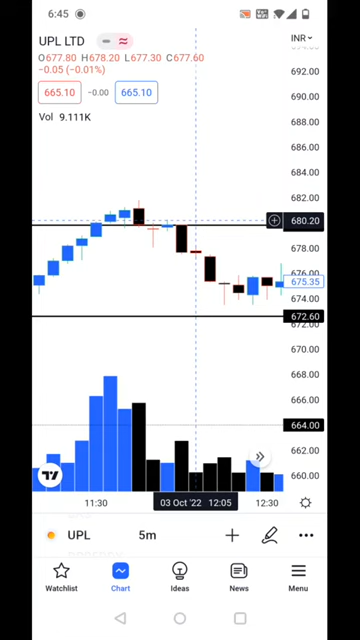 6:45
UPL LTD
INR
O677.80 H678.20 L677.30 C677.60
−0.05 (−0.01%)
692.00
665.10 −0.00 665.10
690.00
Vol 9.111K
688.00
686.00
684.00
682.00
680.20
678.00
676.00
675.35
674.00
672.60
672.00
670.00
668.00
666.00
664.00
662.00
660.00
11:30 03 Oct '22 12:05 12:30
UPL 5m
Watchlist Chart Ideas News Menu